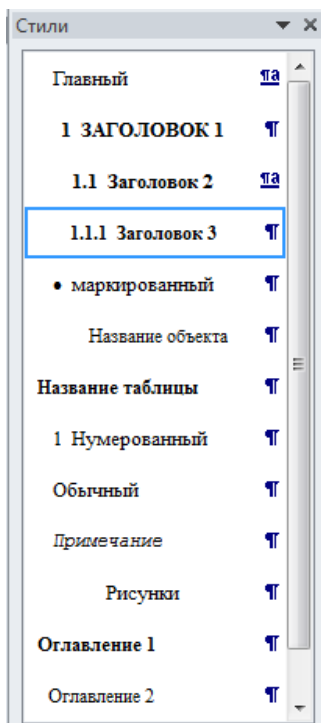 Стили
Главный ¶a
1 ЗАГОЛОВОК 1 ¶
1.1 Заголовок 2 ¶a
1.1.1 Заголовок 3 ¶
• маркированный ¶
Название объекта ¶
Название таблицы ¶
1 Нумерованный ¶
Обычный ¶
Примечание ¶
Рисунки ¶
Оглавление 1 ¶
Оглавление 2 ¶